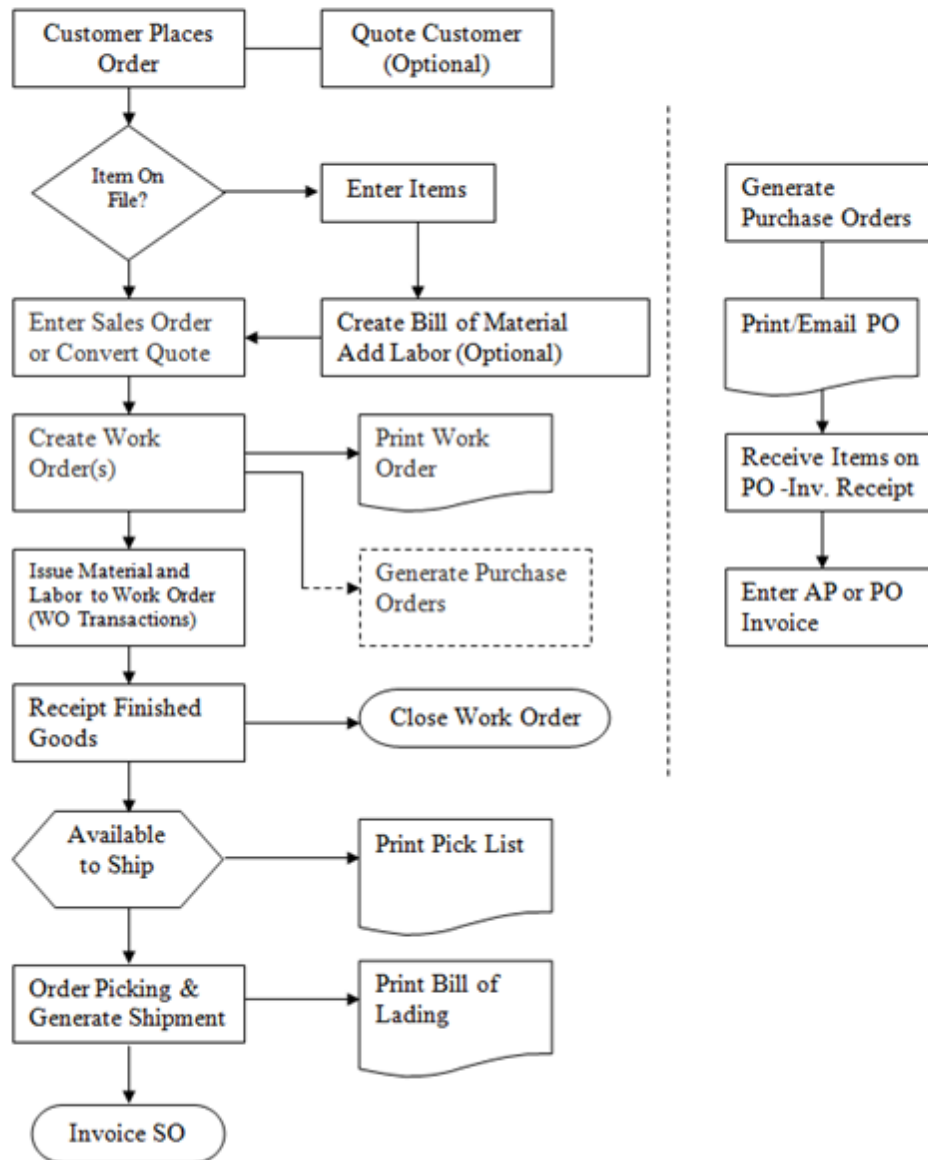 Customer Places
Order
Quote Customer
(Optional)
Item On
File?
Enter Items
Enter Sales Order
or Convert Quote
Create Bill of Material
Add Labor (Optional)
Create Work
Order(s)
Print Work
Order
Issue Material and
Labor to Work Order
(WO Transactions)
Generate Purchase
Orders
Receipt Finished
Goods
Close Work Order
Available
to Ship
Print Pick List
Order Picking &
Generate Shipment
Print Bill of
Lading
Invoice SO
Generate
Purchase Orders
Print/Email PO
Receive Items on
PO -Inv. Receipt
Enter AP or PO
Invoice